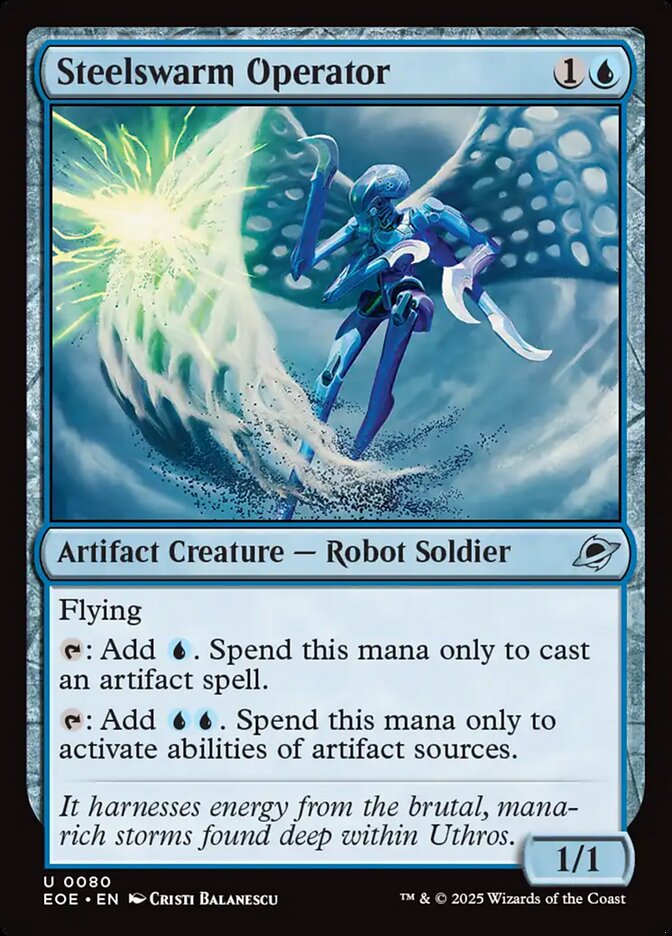 Steelswarm Operator 1
Artifact Creature — Robot Soldier
Flying
: Add . Spend this mana only to cast
an artifact spell.
: Add . Spend this mana only to
activate abilities of artifact sources.
It harnesses energy from the brutal, mana-
rich storms found deep within Uthros.
1/1
U 0080
EOE • EN Cristi Balanescu
™ & © 2025 Wizards of the Coast